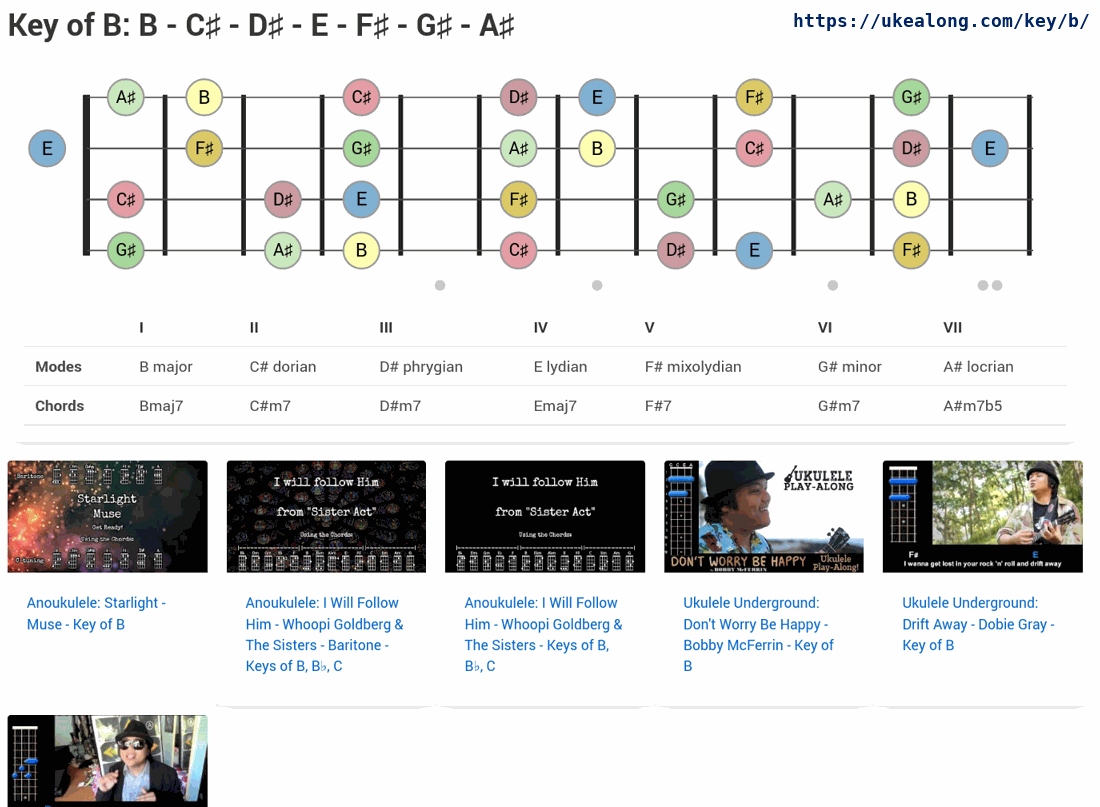 Key of B: B - C♯ - D♯ - E - F♯ - G♯ - A♯
https://ukealong.com/key/b/
A♯ B C♯ D♯ E F♯ G♯
E F♯ G♯ A♯ B C♯ D♯ E
C♯ D♯ E F♯ G♯ A♯ B
G♯ A♯ B C♯ D♯ E F♯
I II III IV V VI VII
Modes B major C# dorian D# phrygian E lydian F# mixolydian G# minor A# locrian
Chords Bmaj7 C#m7 D#m7 Emaj7 F#7 G#m7 A#m7b5
Baritone
Starlight
Muse
Get Ready!
Using the Chords:
C-tuning
I will follow Him
from "Sister Act"
Using the Chords:
I will follow Him
from "Sister Act"
Using the Chords:
G C E A
UKULELE
PLAY-ALONG
DON'T WORRY BE HAPPY
BY BOBBY McFERRIN
Ukulele
Play-Along!
F# E
I wanna get lost in your rock 'n' roll and drift away
Anoukulele: Starlight -
Muse - Key of B
Anoukulele: I Will Follow
Him - Whoopi Goldberg &
The Sisters - Baritone -
Keys of B, B♭, C
Anoukulele: I Will Follow
Him - Whoopi Goldberg &
The Sisters - Keys of B,
B♭, C
Ukulele Underground:
Don't Worry Be Happy -
Bobby McFerrin - Key of
B
Ukulele Underground:
Drift Away - Dobie Gray -
Key of B